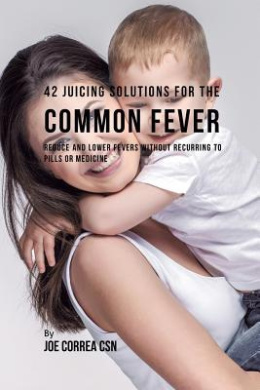 42 JUICING SOLUTIONS FOR THE
COMMON FEVER
REDUCE AND LOWER FEVERS WITHOUT RECURRING TO
PILLS OR MEDICINE
By
JOE CORREA CSN